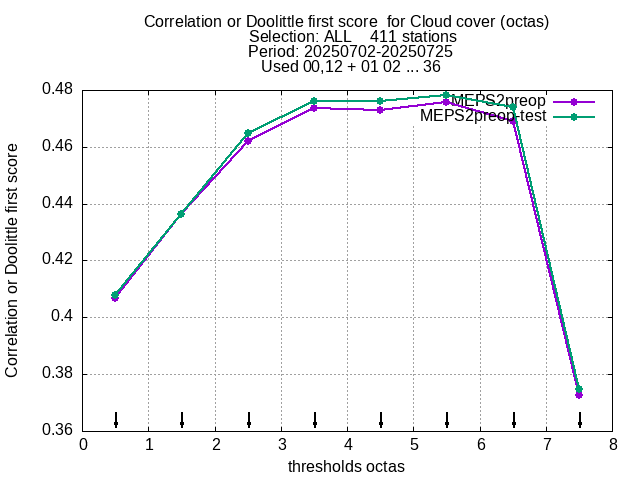 Correlation or Doolittle first score  for Cloud cover (octas)
Selection: ALL    411 stations
Period: 20250702-20250725
Used 00,12 + 01 02 ... 36
MEPS2preop
MEPS2preop-test
Correlation or Doolittle first score
0.48
0.46
0.44
0.42
0.4
0.38
0.36
0 1 2 3 4 5 6 7 8
thresholds octas